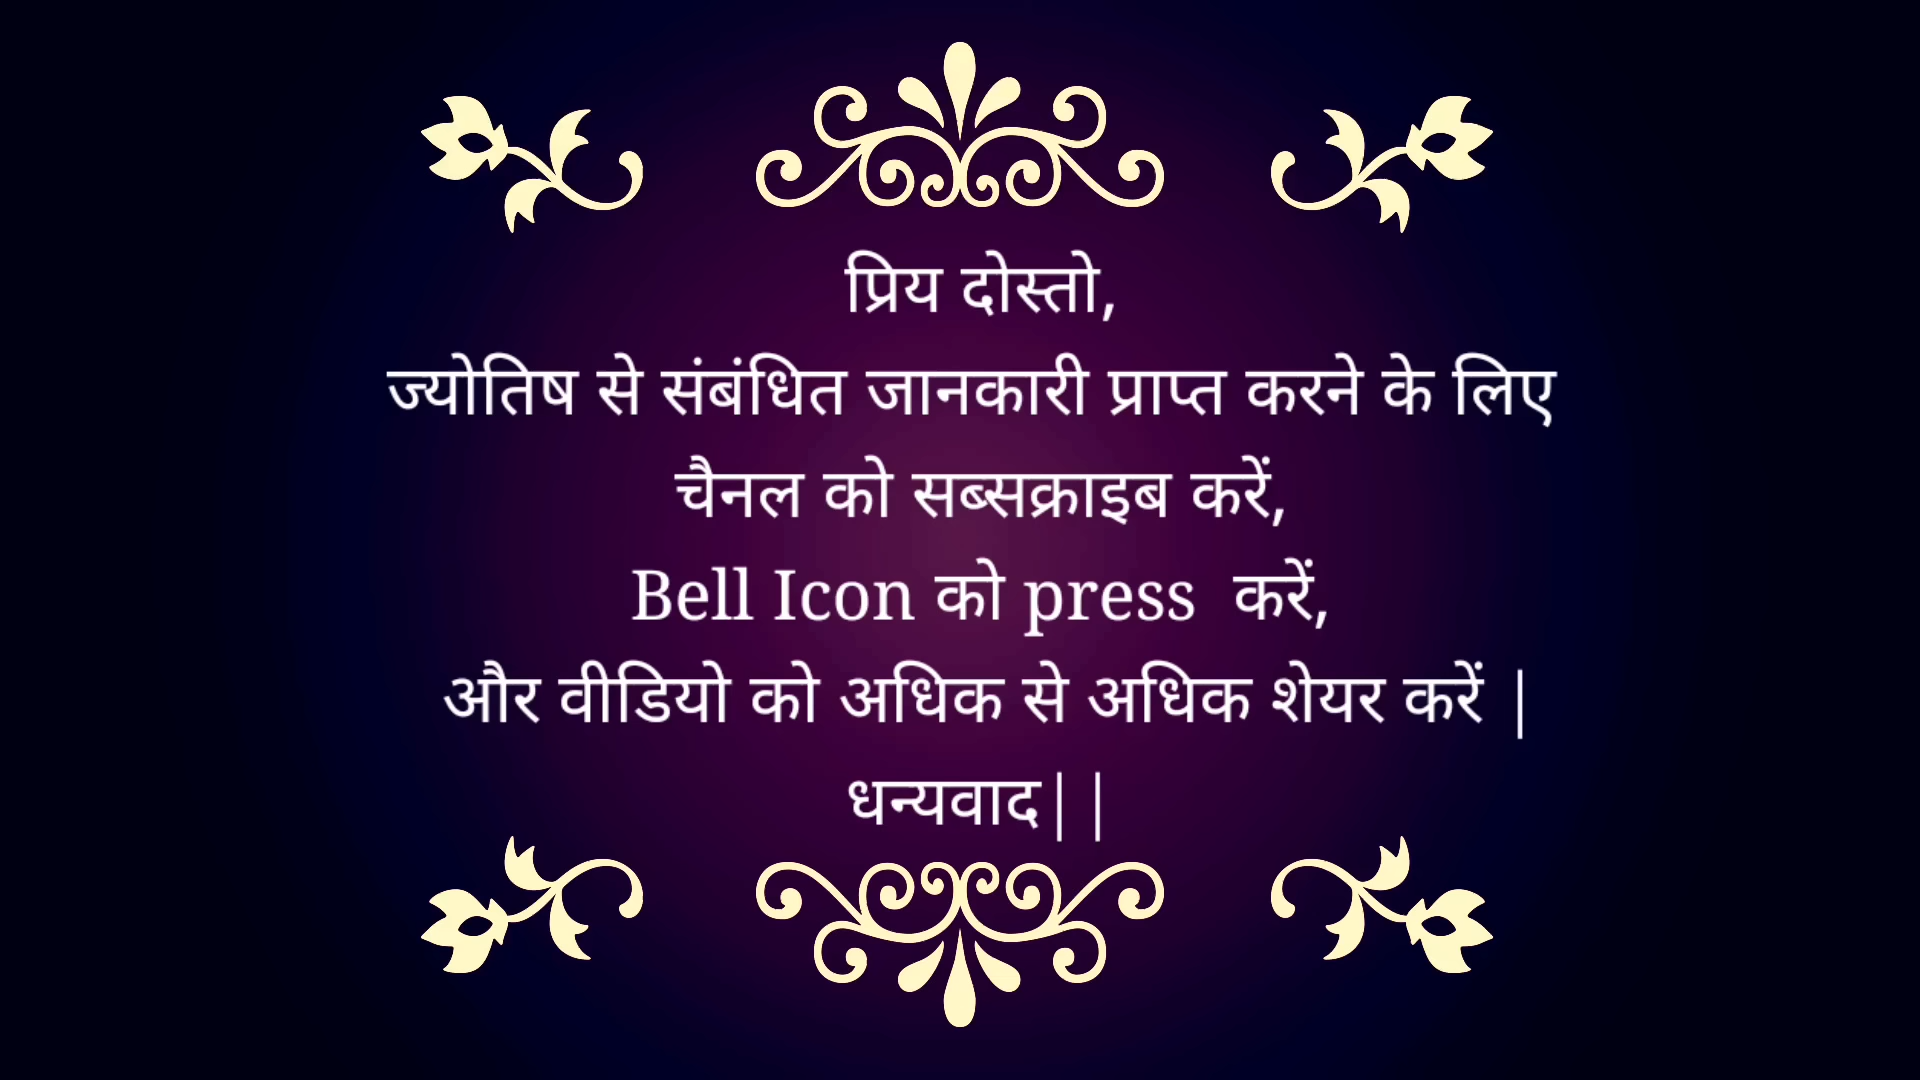 प्रिय दोस्तो,
ज्योतिष से संबंधित जानकारी प्राप्त करने के लिए
चैनल को सब्सक्राइब करें,
Bell Icon को press  करें,
और वीडियो को अधिक से अधिक शेयर करें |
धन्यवाद||